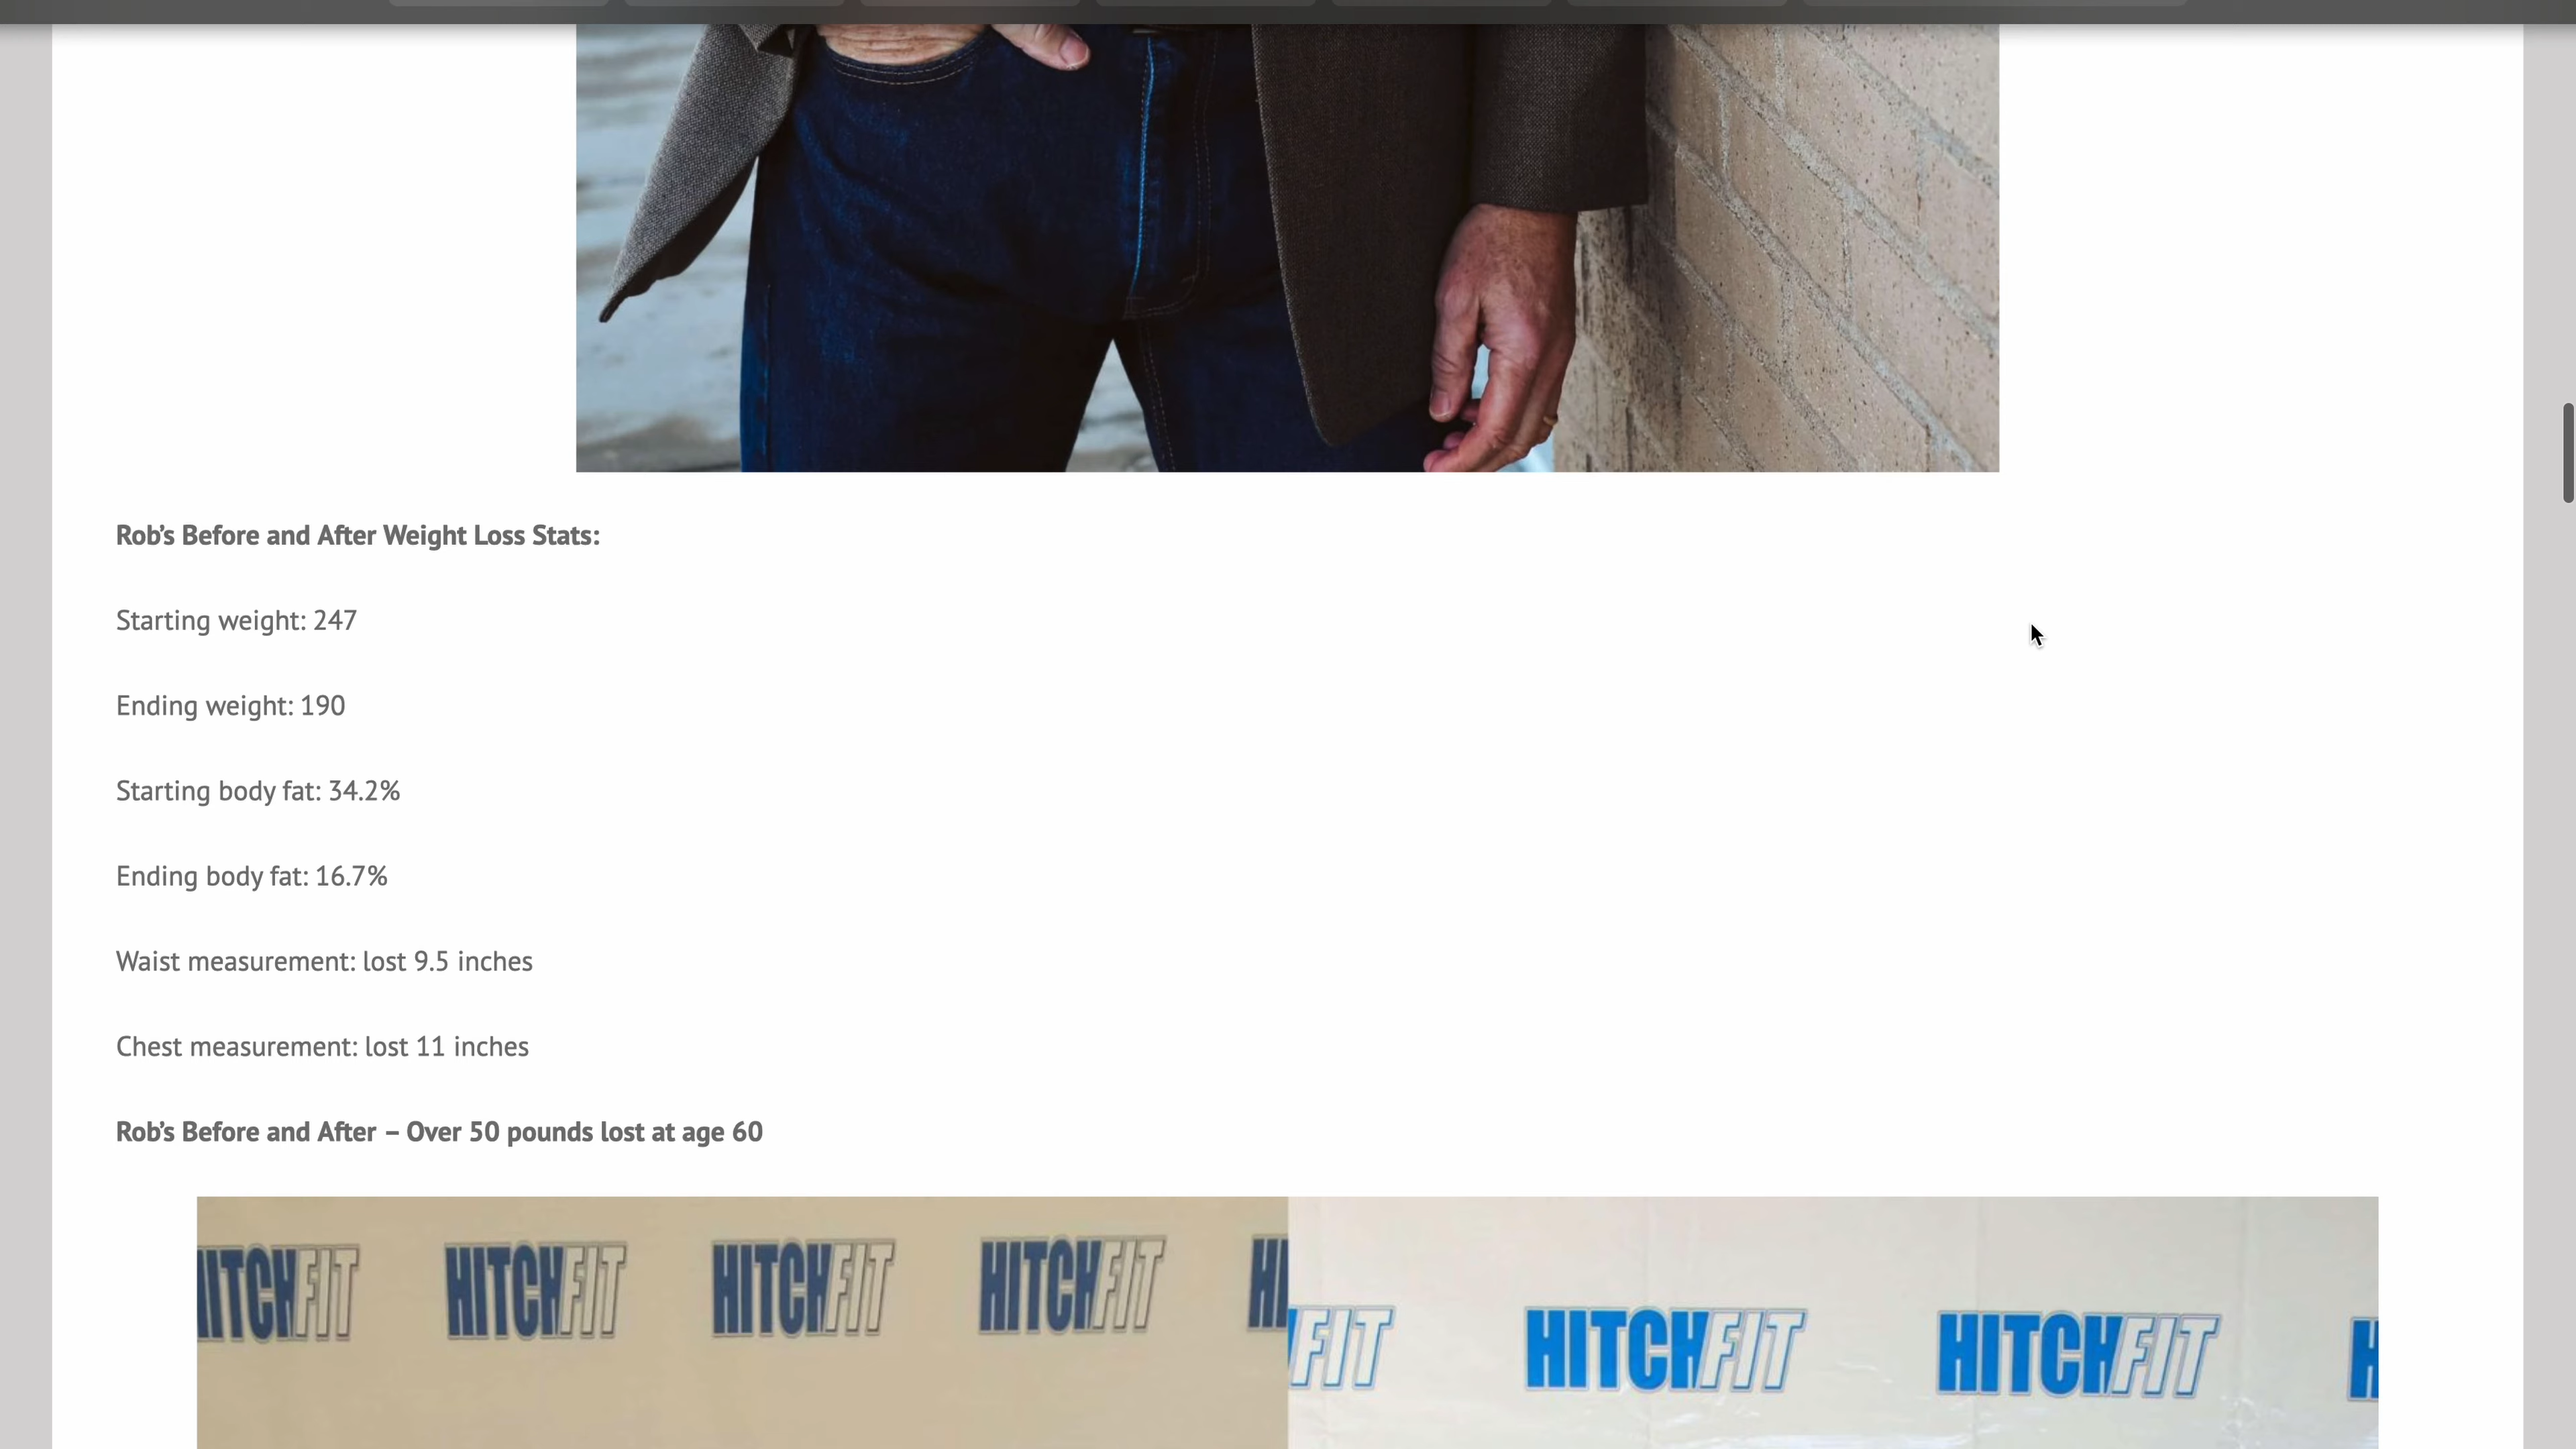 Rob's Before and After Weight Loss Stats:
Starting weight: 247
Ending weight: 190
Starting body fat: 34.2%
Ending body fat: 16.7%
Waist measurement: lost 9.5 inches
Chest measurement: lost 11 inches
Rob's Before and After – Over 50 pounds lost at age 60
ITCHFIT HITCHFIT HITCHFIT HITCHFIT HI
FIT HITCHFIT HITCHFIT H